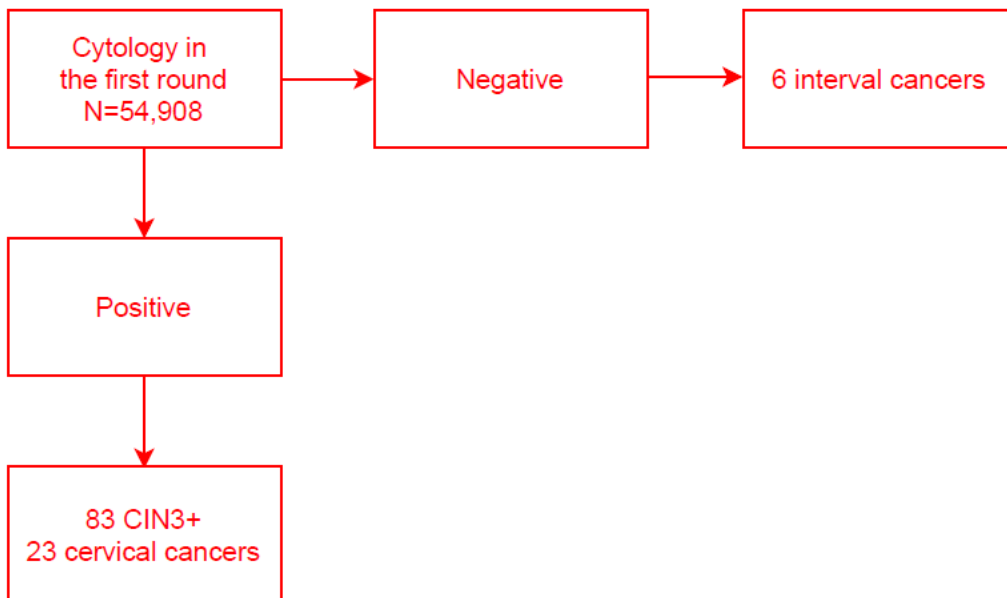 Cytology in
the first round
N=54,908
Negative
6 interval cancers
Positive
83 CIN3+
23 cervical cancers